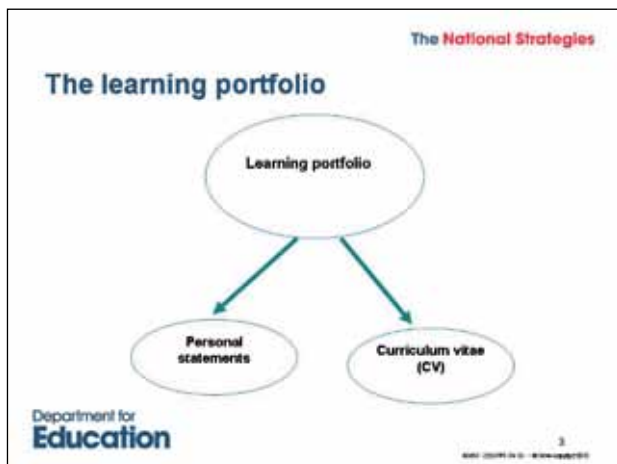 The National Strategies
The learning portfolio
Learning portfolio
Personal
statements
Curriculum vitae
(CV)
Department for
Education
3